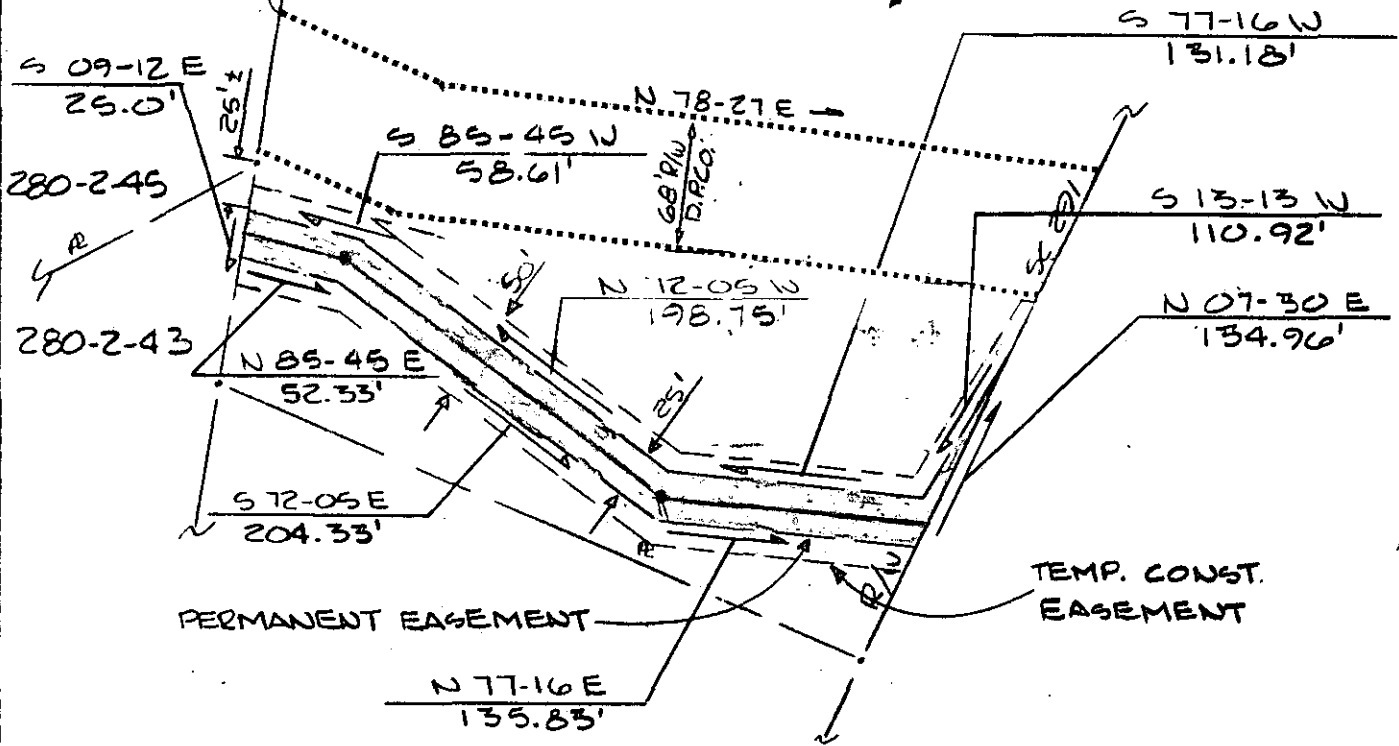 S 77-16 W
131.18'
S 09-12 E
25.0'
25'±
N 78-27 E
S 85-45 W
58.61'
68' R/W
D.P.CO.
280-2-45
S 13-13 W
110.92'
50'
N 12-05 W
198.75'
N 07-30 E
134.96'
280-2-43
N 85-45 E
52.33'
25'
S 72-05 E
204.33'
TEMP. CONST.
EASEMENT
PERMANENT EASEMENT
N 77-16 E
135.83'